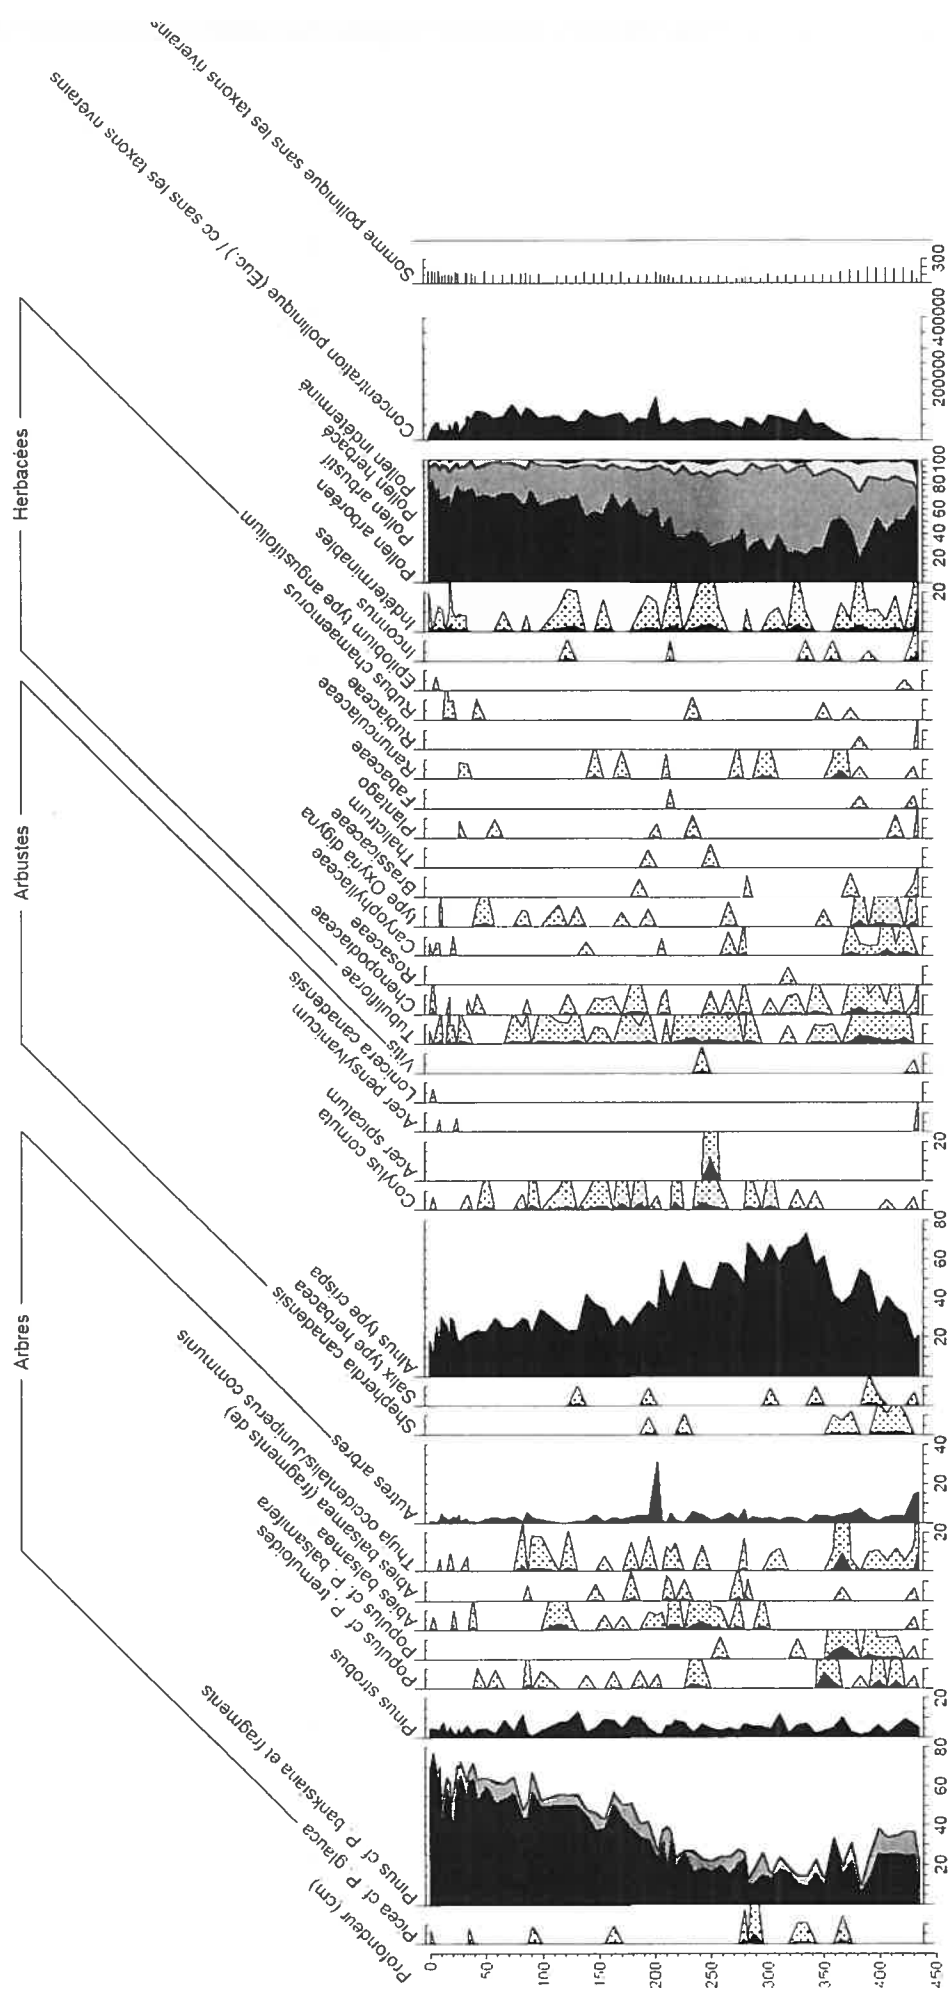 Arbres
Arbustes
Herbacées
Profondeur (cm)
Picea cf. P. glauca
Pinus cf P. banksiana et fragments
Pinus strobus
Populus cf P. tremuloides
Populus cf. P. balsamifera
Abies balsamea
Abies balsamea (fragments de)
Thuja occidentalis/Juniperus communis
Autres arbres
Shepherdia canadensis
Salix type herbacea
Alnus type crispa
Corylus cornuta
Acer spicatum
Acer pensylvanicum
Lonicera canadensis
Vitis
Tubuliflorae
Chenopodiaceae
Rosaceae
Caryophyllaceae
type Oxyria digyna
Brassicaceae
Thalictrum
Plantago
Fabaceae
Ranunculaceae
Rubiaceae
Rubus chamaemorus
Epilobium type angustifolium
Inconnus
Indéterminables
Pollen arboréen
Pollen arbustif
Pollen herbacé
Pollen indéterminé
Concentration pollinique (Euc.) / cc sans les taxons riverains
Somme pollinique sans les taxons riverains
0 50 100 150 200 250 300 350 400 450
20 40 60 80
20
20
20 40
20 40 60 80
20
20
20 40 60 80 100
200000 400000
300